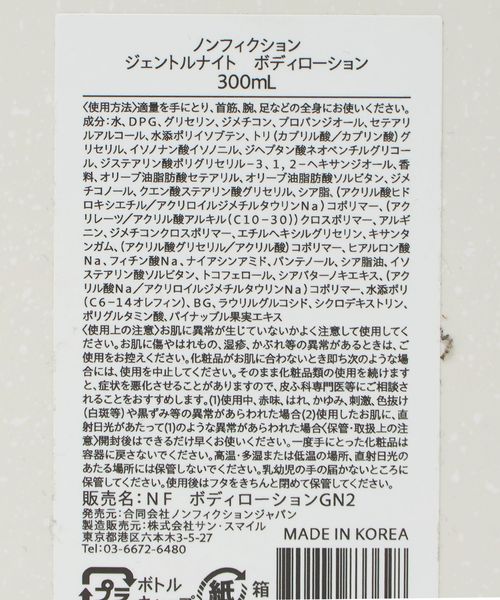 ノンフィクション
ジェントルナイト　ボディローション
300mL
〈使用方法〉適量を手にとり、首筋、腕、足などの全身にお使いください。
成分：水、DPG、グリセリン、ジメチコン、プロパンジオール、セテアリ
ルアルコール、水添ポリイソブテン、トリ（カプリル酸／カプリン酸）グ
リセリル、イソノナン酸イソノニル、ジヘプタン酸ネオペンチルグリコー
ル、ジステアリン酸ポリグリセリル－3、1，2－ヘキサンジオール、香
料、オリーブ油脂肪酸セテアリル、オリーブ油脂肪酸ソルビタン、ジメ
チコノール、クエン酸ステアリン酸グリセリル、シア脂、（アクリル酸ヒド
ロキシエチル／アクリロイルジメチルタウリンNa）コポリマー、（アク
リレーツ／アクリル酸アルキル（C10－30））クロスポリマー、アルギ
ニン、ジメチコンクロスポリマー、エチルヘキシルグリセリン、キサンタ
ンガム、（アクリル酸グリセリル／アクリル酸）コポリマー、ヒアルロン酸
Na、フィチン酸Na、ナイアシンアミド、パンテノール、シア脂油、イソ
ステアリン酸ソルビタン、トコフェロール、シアバターノキエキス、（アク
リル酸Na／アクリロイルジメチルタウリンNa）コポリマー、水添ポリ
（C6－14オレフィン）、BG、ラウリルグルコシド、シクロデキストリン、
ポリグルタミン酸、パイナップル果実エキス
〈使用上の注意〉お肌に異常が生じていないかよく注意して使用してく
ださい。お肌に傷やはれもの、湿疹、かぶれ等の異常があるときは、ご
使用をお控えください。化粧品がお肌に合わないとき即ち次のような場合
には、使用を中止してください。そのまま化粧品類の使用を続けます
と、症状を悪化させることがありますので、皮ふ科専門医等にご相談さ
れることをおすすめします。(1)使用中、赤味、はれ、かゆみ、刺激、色抜け
(白斑等)や黒ずみ等の異常があらわれた場合(2)使用したお肌に、直
射日光があたって(1)のような異常があらわれた場合〈保管・取扱上の注
意〉開封後はできるだけ早くお使いください。一度手にとった化粧品は
容器に戻さないでください。高温・多湿または低温の場所、直射日光の
あたる場所には保管しないでください。乳幼児の手の届かないところに
保管してください。使用後はフタをきちんと閉めて保管してください。
販売名：NF　ボディローションGN2
発売元：合同会社ノンフィクションジャパン
製造販売元：株式会社サン・スマイル
東京都港区六本木3-5-27
Tel：03-6672-6480
MADE IN KOREA
プラ
ボトル
キャップ
紙
箱